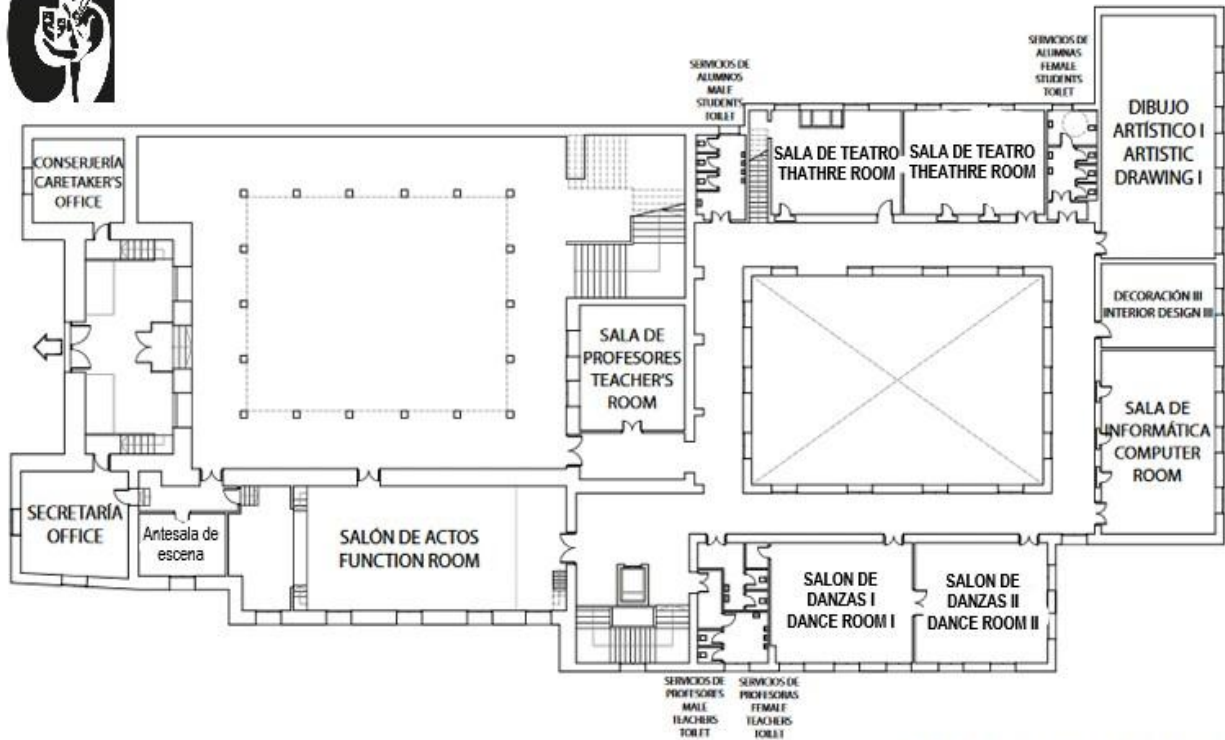 SERVICIOS DE
ALUMNAS
FEMALE
STUDENTS
TOILET
SERVICIOS DE
ALUMNOS
MALE
STUDENTS
TOILET
DIBUJO
ARTÍSTICO I
ARTISTIC
DRAWING I
CONSERJERÍA
CARETAKER'S
OFFICE
SALA DE TEATRO
THATHRE ROOM
SALA DE TEATRO
THEATHRE ROOM
DECORACIÓN III
INTERIOR DESIGN III
SALA DE
PROFESORES
TEACHER'S
ROOM
SALA DE
INFORMÁTICA
COMPUTER
ROOM
SECRETARÍA
OFFICE
Antesala de
escena
SALÓN DE ACTOS
FUNCTION ROOM
SALON DE
DANZAS I
DANCE ROOM I
SALON DE
DANZAS II
DANCE ROOM II
SERVICIOS DE
PROFESORES
MALE
TEACHERS
TOILET
SERVICIOS DE
PROFESORAS
FEMALE
TEACHERS
TOILET